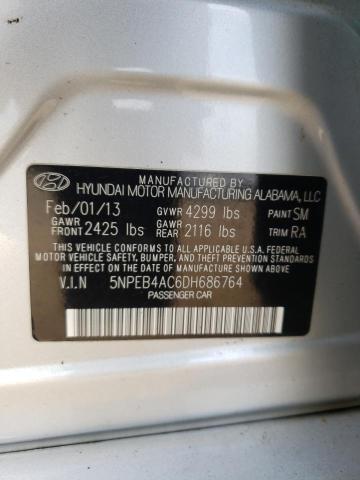 MANUFACTURED BY
HYUNDAI MOTOR MANUFACTURING ALABAMA, LLC
Feb/01/13 GVWR 4299 lbs PAINT SM
GAWR FRONT 2425 lbs GAWR REAR 2116 lbs TRIM RA
THIS VEHICLE CONFORMS TO ALL APPLICABLE U.S.A. FEDERAL
MOTOR VEHICLE SAFETY, BUMPER, AND THEFT PREVENTION
STANDARDS IN EFFECT ON THE DATE OF MANUFACTURE SHOWN ABOVE.
V.I.N 5NPEB4AC6DH686764
PASSENGER CAR